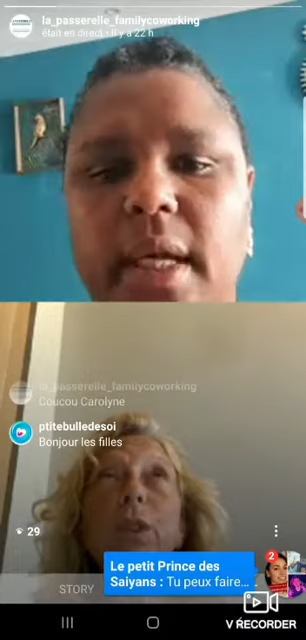 la_passerelle_familycoworking
était en direct · Il y a 22 h
la_passerelle_familycoworking
Coucou Carolyne
ptitebulledesoi
Bonjour les filles
29
Le petit Prince des
Saiyans : Tu peux faire...
2
STORY
V RECORDER